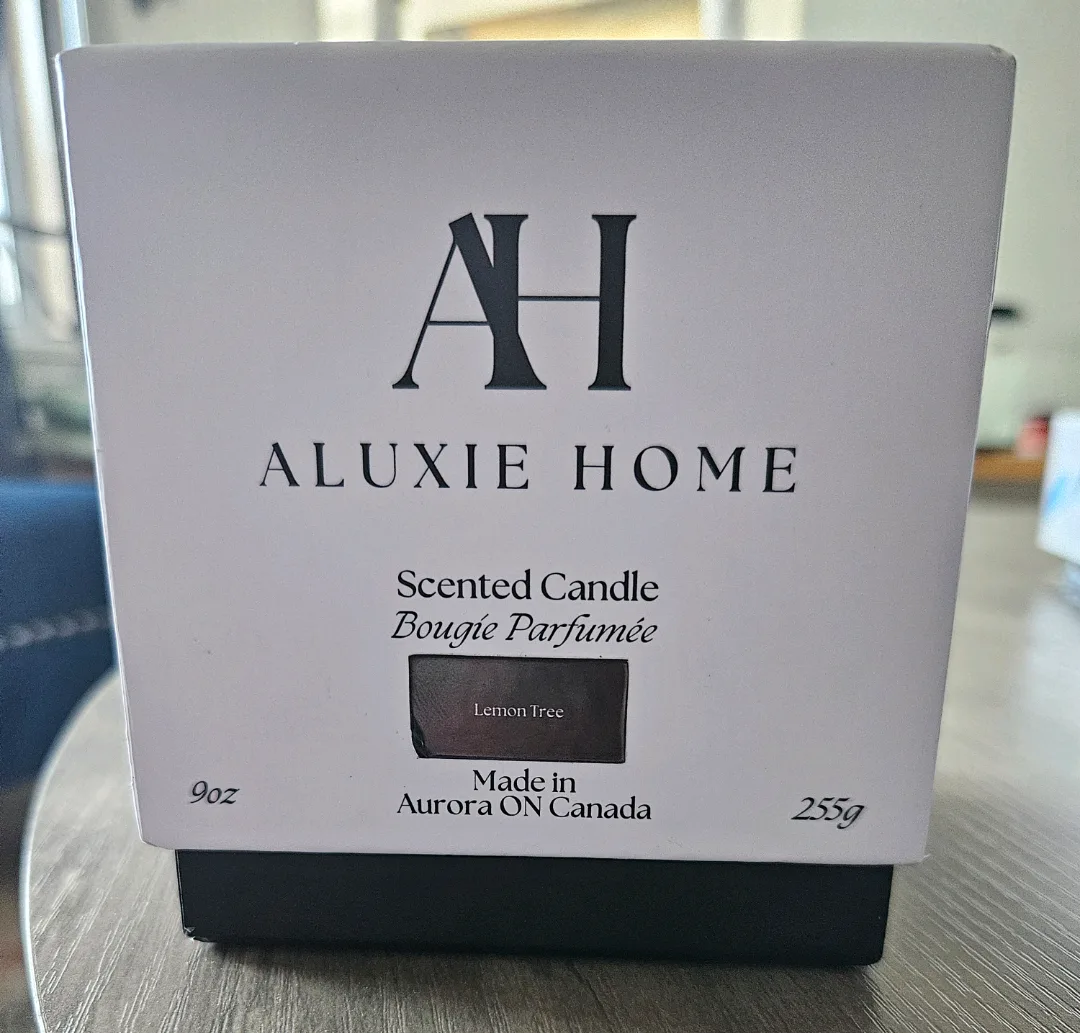 AH
ALUXIE HOME
Scented Candle
Bougie Parfumée
Lemon Tree
Made in
Aurora ON Canada
9oz
255g